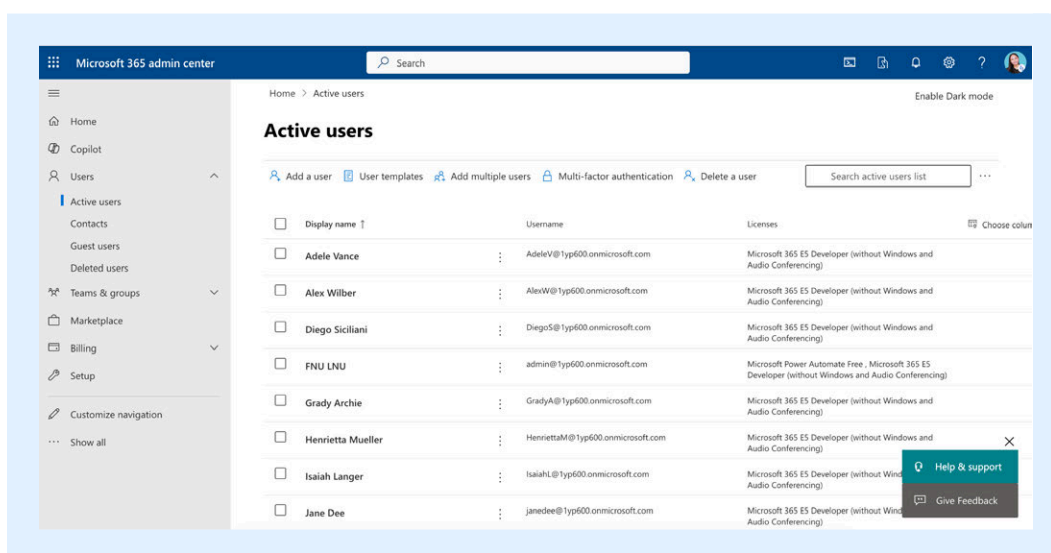 Microsoft 365 admin center
Search
?
Home
Copilot
Users
Active users
Contacts
Guest users
Deleted users
Teams & groups
Marketplace
Billing
Setup
Customize navigation
Show all
Home > Active users
Enable Dark mode
Active users
Add a user User templates Add multiple users Multi-factor authentication Delete a user Search active users list
Display name ↑ Username Licenses Choose colum
Adele Vance AdeleV@1yp600.onmicrosoft.com Microsoft 365 E5 Developer (without Windows and
Audio Conferencing)
Alex Wilber AlexW@1yp600.onmicrosoft.com Microsoft 365 E5 Developer (without Windows and
Audio Conferencing)
Diego Siciliani DiegoS@1yp600.onmicrosoft.com Microsoft 365 E5 Developer (without Windows and
Audio Conferencing)
FNU LNU admin@1yp600.onmicrosoft.com Microsoft Power Automate Free , Microsoft 365 E5
Developer (without Windows and Audio Conferencing)
Grady Archie GradyA@1yp600.onmicrosoft.com Microsoft 365 E5 Developer (without Windows and
Audio Conferencing)
Henrietta Mueller HenriettaM@1yp600.onmicrosoft.com Microsoft 365 E5 Developer (without Windows and
Audio Conferencing)
Isaiah Langer IsaiahL@1yp600.onmicrosoft.com Microsoft 365 E5 Developer (without Wind
Audio Conferencing)
Jane Dee janedee@1yp600.onmicrosoft.com Microsoft 365 E5 Developer (without Wind
Audio Conferencing)
Help & support
Give Feedback